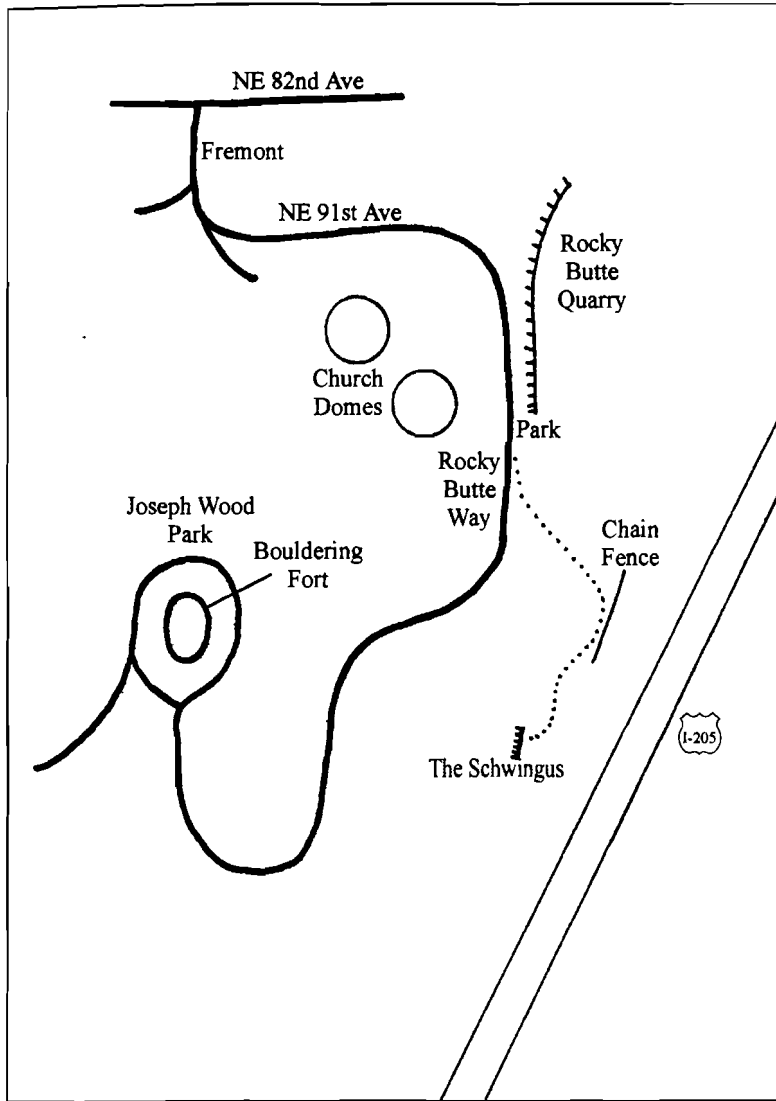 NE 82nd Ave
Fremont
NE 91st Ave
Rocky
Butte
Quarry
Church
Domes
Park
Rocky
Butte
Way
Joseph Wood
Park
Bouldering
Fort
Chain
Fence
I-205
The Schwingus